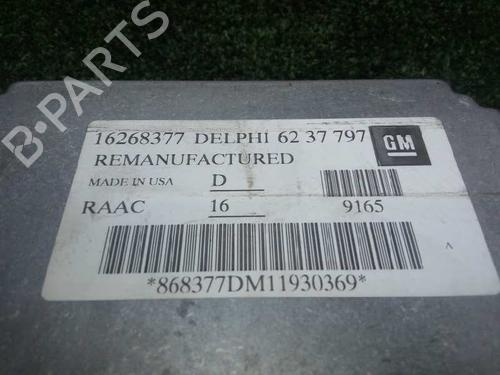 16268377 DELPHI 62 37 797 GM
REMANUFACTURED
MADE IN USA D
RAAC 16 9165
*868377DM11930369*
B-PARTS